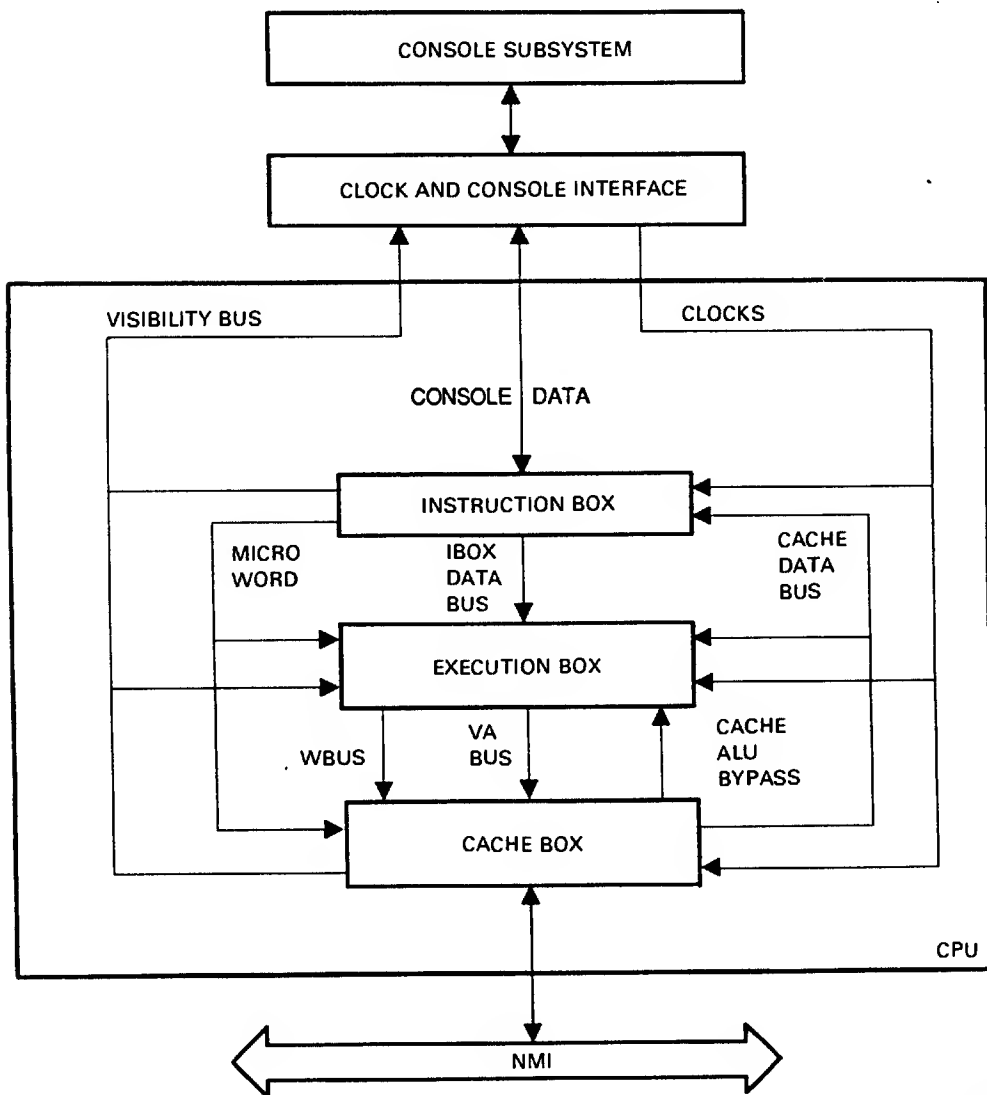 CONSOLE SUBSYSTEM
CLOCK AND CONSOLE INTERFACE
VISIBILITY BUS
CLOCKS
CONSOLE DATA
INSTRUCTION BOX
MICRO
WORD
IBOX
DATA
BUS
CACHE
DATA
BUS
EXECUTION BOX
WBUS
VA
BUS
CACHE
ALU
BYPASS
CACHE BOX
CPU
NMI